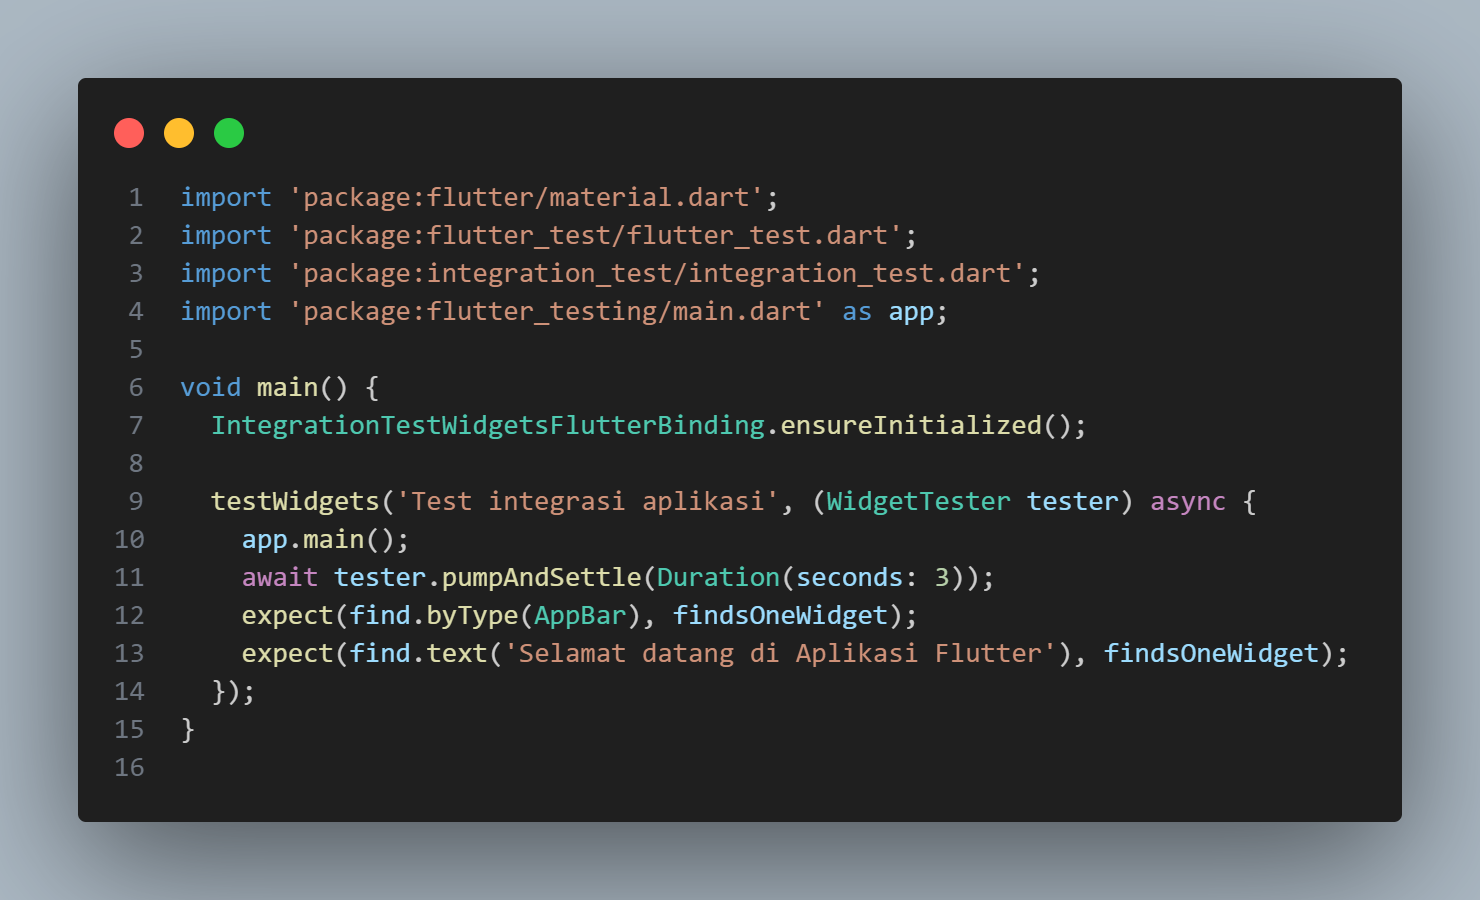 1 import 'package:flutter/material.dart';
2 import 'package:flutter_test/flutter_test.dart';
3 import 'package:integration_test/integration_test.dart';
4 import 'package:flutter_testing/main.dart' as app;
5
6 void main() {
7   IntegrationTestWidgetsFlutterBinding.ensureInitialized();
8
9   testWidgets('Test integrasi aplikasi', (WidgetTester tester) async {
10     app.main();
11     await tester.pumpAndSettle(Duration(seconds: 3));
12     expect(find.byType(AppBar), findsOneWidget);
13     expect(find.text('Selamat datang di Aplikasi Flutter'), findsOneWidget);
14   });
15 }
16